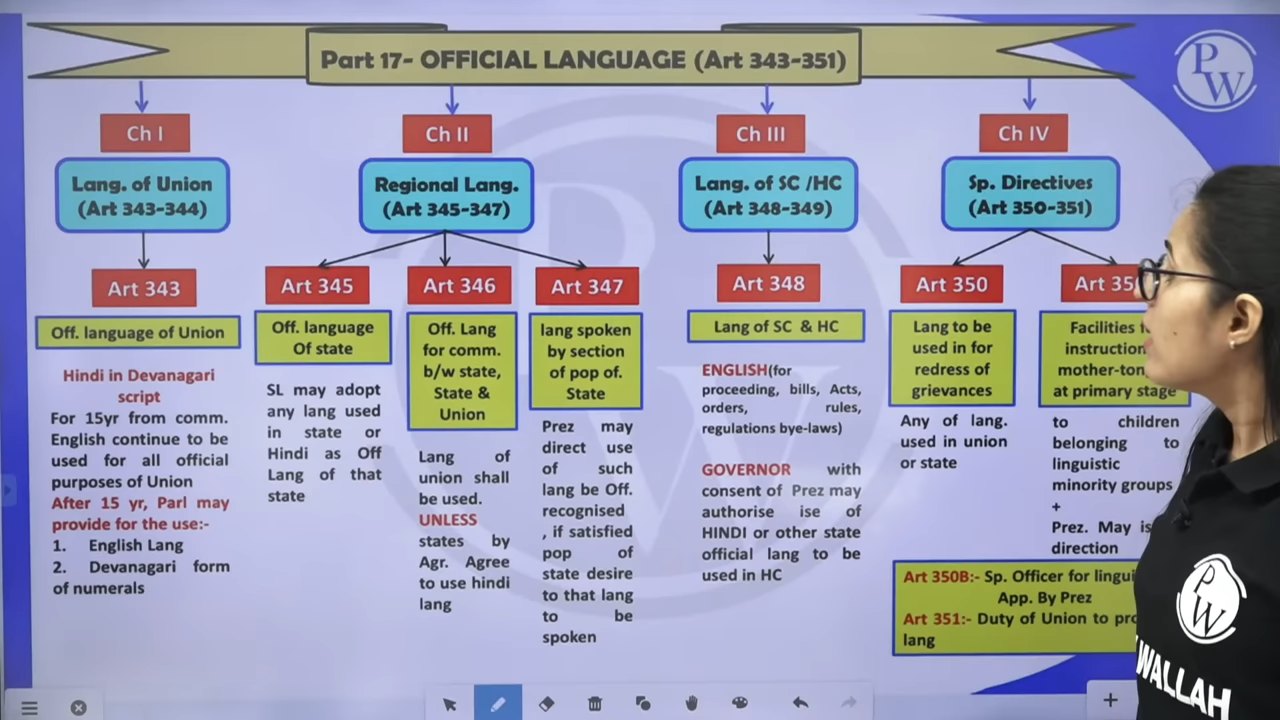 Part 17- OFFICIAL LANGUAGE (Art 343-351)
PW
Ch I
Lang. of Union
(Art 343-344)
Art 343
Off. language of Union
Hindi in Devanagari
script
For 15yr from comm.
English continue to be
used for all official
purposes of Union
After 15 yr, Parl may
provide for the use:-
1. English Lang
2. Devanagari form
of numerals
Ch II
Regional Lang.
(Art 345-347)
Art 345
Off. language
Of state
SL may adopt
any lang used
in state or
Hindi as Off
Lang of that
state
Art 346
Off. Lang
for comm.
b/w state,
State &
Union
Lang of
union shall
be used.
UNLESS
states by
Agr. Agree
to use hindi
lang
Art 347
lang spoken
by section
of pop of.
State
Prez may
direct use
of such
lang be Off.
recognised
, if satisfied
pop of
state desire
to that lang
to be
spoken
Ch III
Lang. of SC /HC
(Art 348-349)
Art 348
Lang of SC & HC
ENGLISH(for
proceeding, bills, Acts,
orders, rules,
regulations bye-laws)
GOVERNOR with
consent of Prez may
authorise ise of
HINDI or other state
official lang to be
used in HC
Ch IV
Sp. Directives
(Art 350-351)
Art 350
Lang to be
used in for
redress of
grievances
Any of lang.
used in union
or state
Art
Facilities
instruction
at primary stage
to children
belonging to
linguistic
minority groups
+
Prez. May
direction
Art 350B:- Sp. Officer for
App. By Prez
Art 351:- Duty of Union to
lang
PW
WALLAH